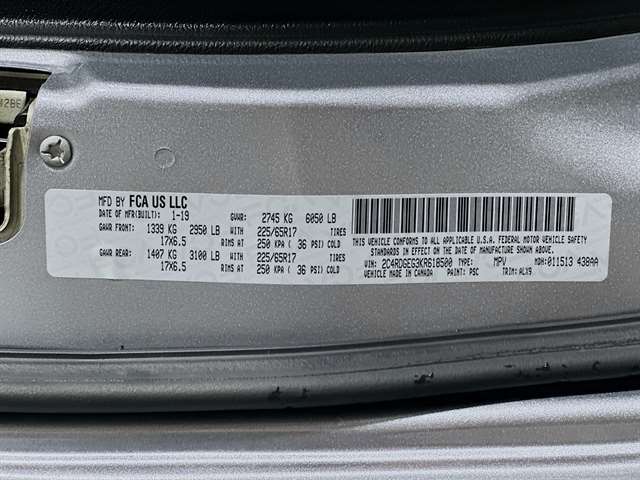 MFD BY FCA US LLC
DATE OF MFR(BUILT): 1-19 GVWR: 2745 KG 6050 LB
GAWR FRONT: 1339 KG 2950 LB WITH 225/65R17 TIRES
17X6.5 RIMS AT 250 KPA ( 36 PSI) COLD
GAWR REAR: 1407 KG 3100 LB WITH 225/65R17 TIRES
17X6.5 RIMS AT 250 KPA ( 36 PSI) COLD
THIS VEHICLE CONFORMS TO ALL APPLICABLE U.S.A. FEDERAL MOTOR VEHICLE SAFETY
STANDARDS IN EFFECT ON THE DATE OF MANUFACTURE SHOWN ABOVE.
VIN: 2C4RDGEG3KR618500 TYPE: MPV MDH:011513 438AA
VEHICLE MADE IN CANADA PAINT: PSC TRIM: ALX9